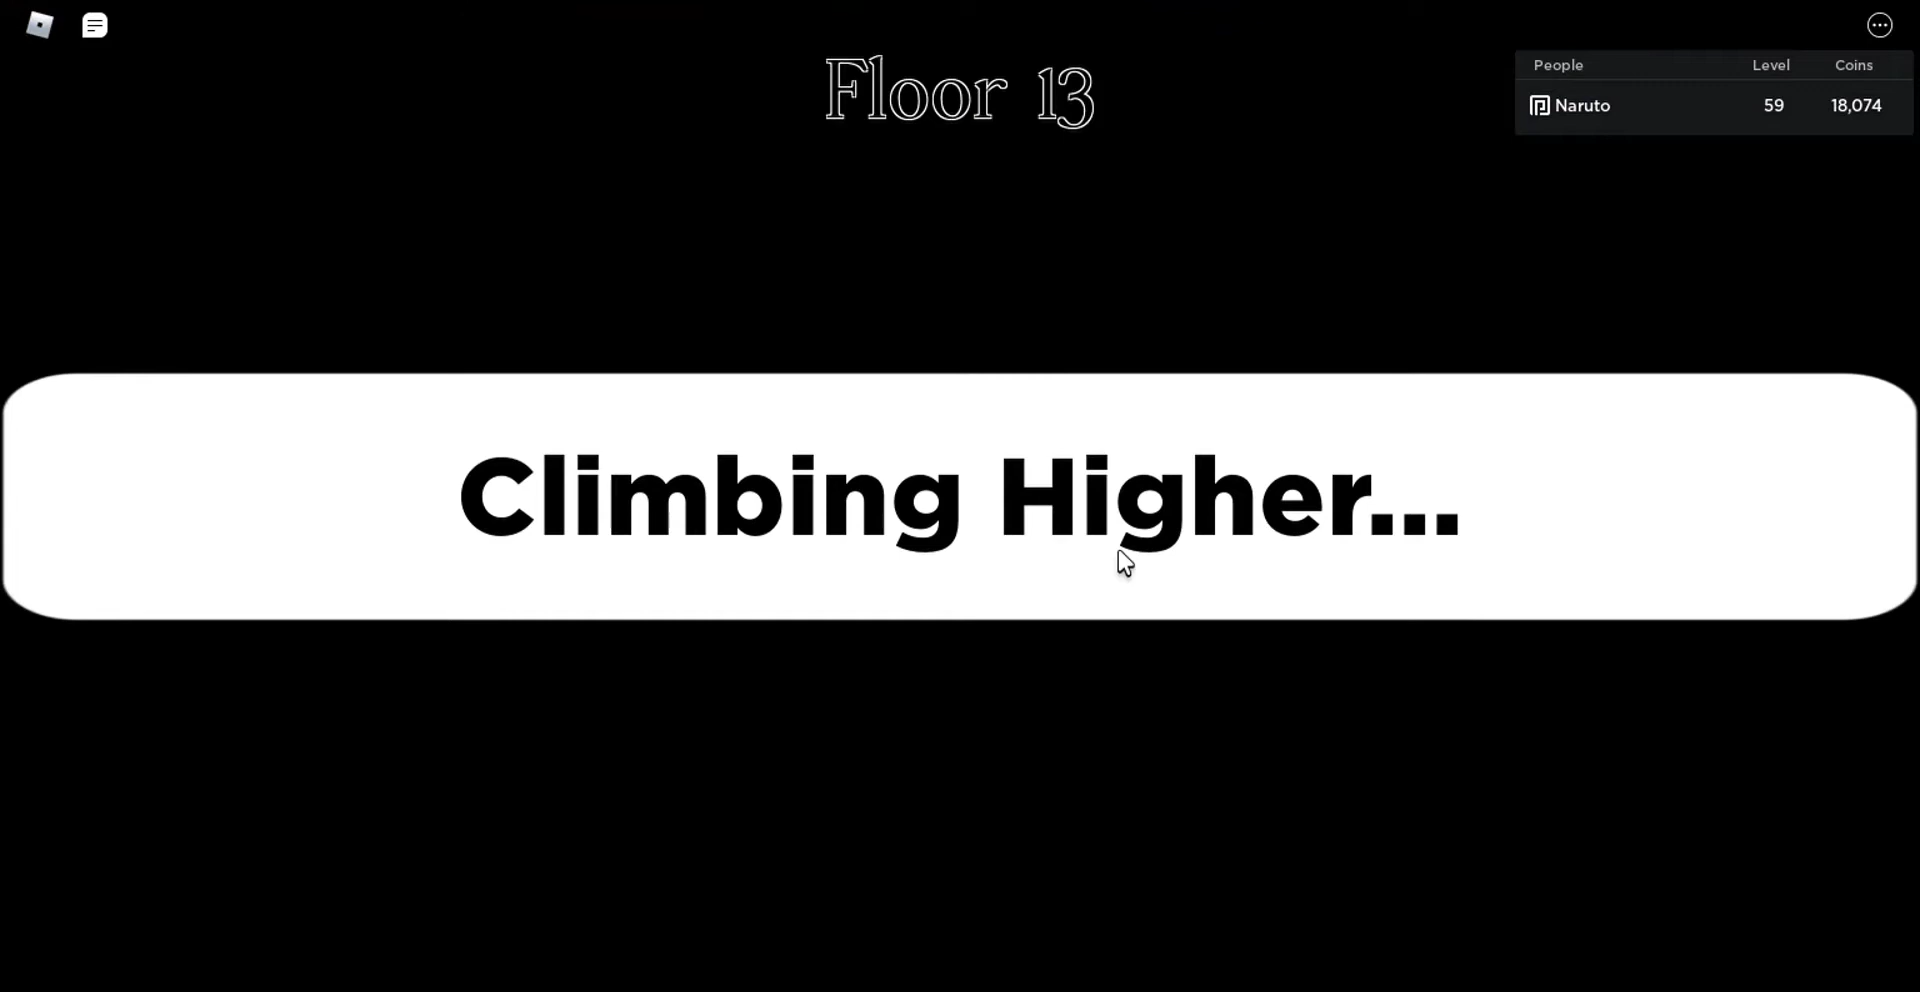 Floor 13
People Level Coins
Naruto 59 18,074
Climbing Higher...